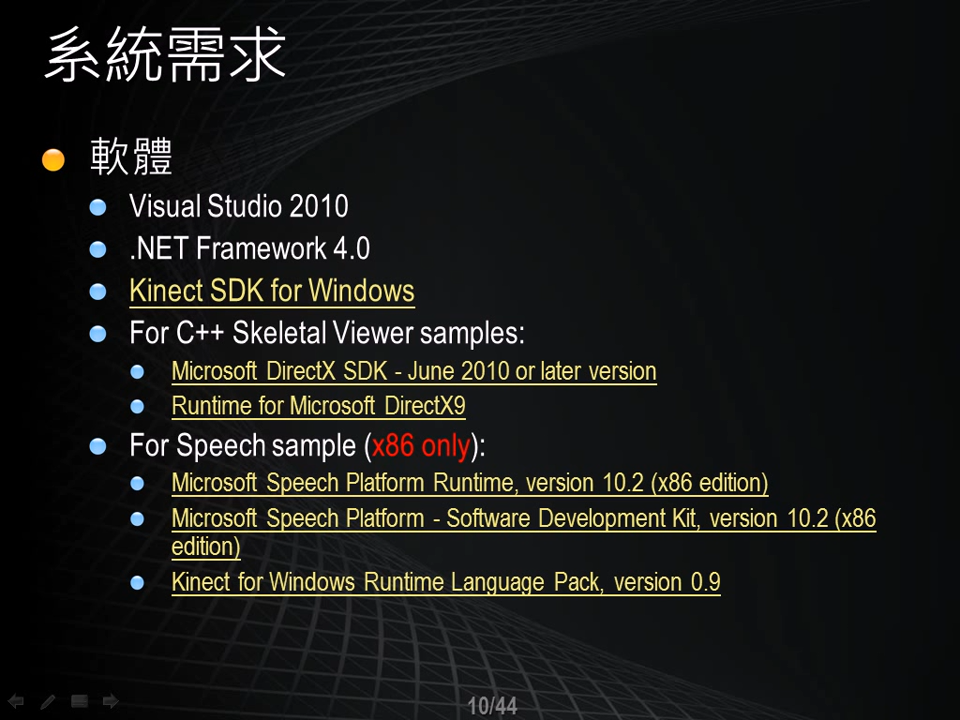 系統需求
軟體
Visual Studio 2010
.NET Framework 4.0
Kinect SDK for Windows
For C++ Skeletal Viewer samples:
Microsoft DirectX SDK - June 2010 or later version
Runtime for Microsoft DirectX9
For Speech sample (x86 only):
Microsoft Speech Platform Runtime, version 10.2 (x86 edition)
Microsoft Speech Platform - Software Development Kit, version 10.2 (x86
edition)
Kinect for Windows Runtime Language Pack, version 0.9
10/44